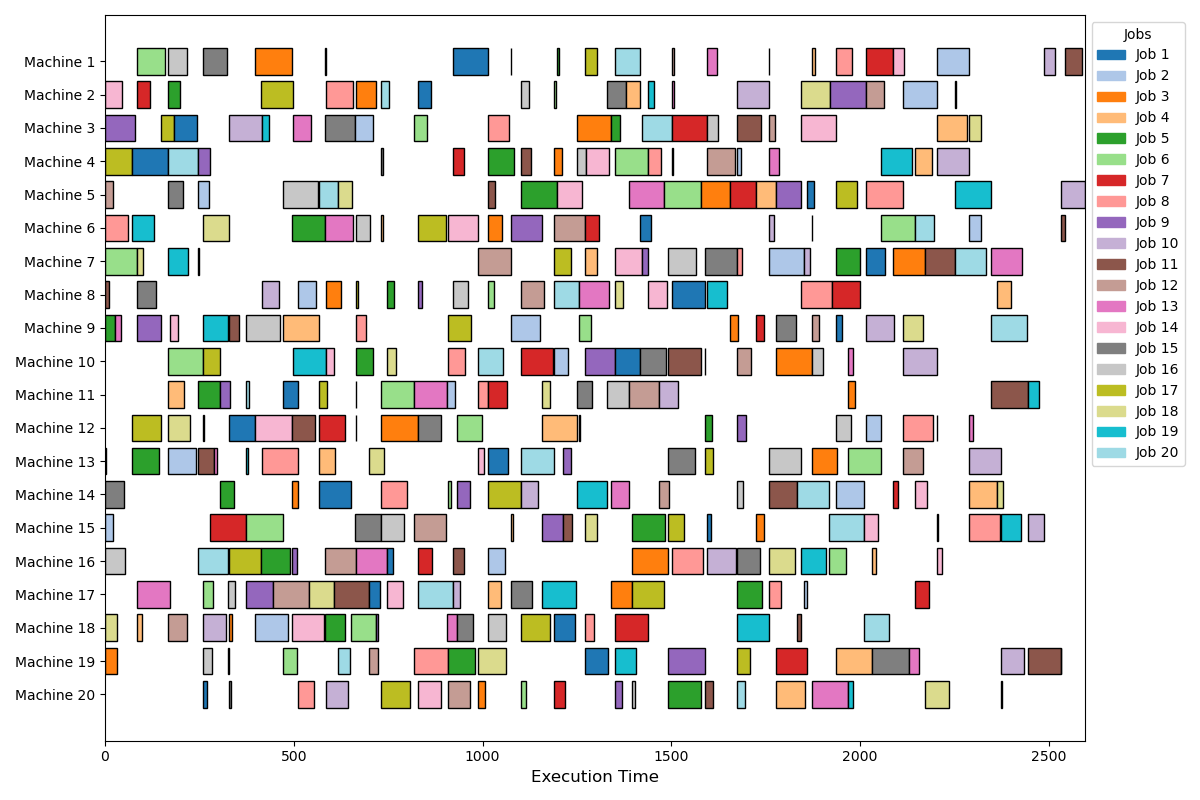 Machine 1
Machine 2
Machine 3
Machine 4
Machine 5
Machine 6
Machine 7
Machine 8
Machine 9
Machine 10
Machine 11
Machine 12
Machine 13
Machine 14
Machine 15
Machine 16
Machine 17
Machine 18
Machine 19
Machine 20
0 500 1000 1500 2000 2500
Execution Time
Jobs
Job 1
Job 2
Job 3
Job 4
Job 5
Job 6
Job 7
Job 8
Job 9
Job 10
Job 11
Job 12
Job 13
Job 14
Job 15
Job 16
Job 17
Job 18
Job 19
Job 20